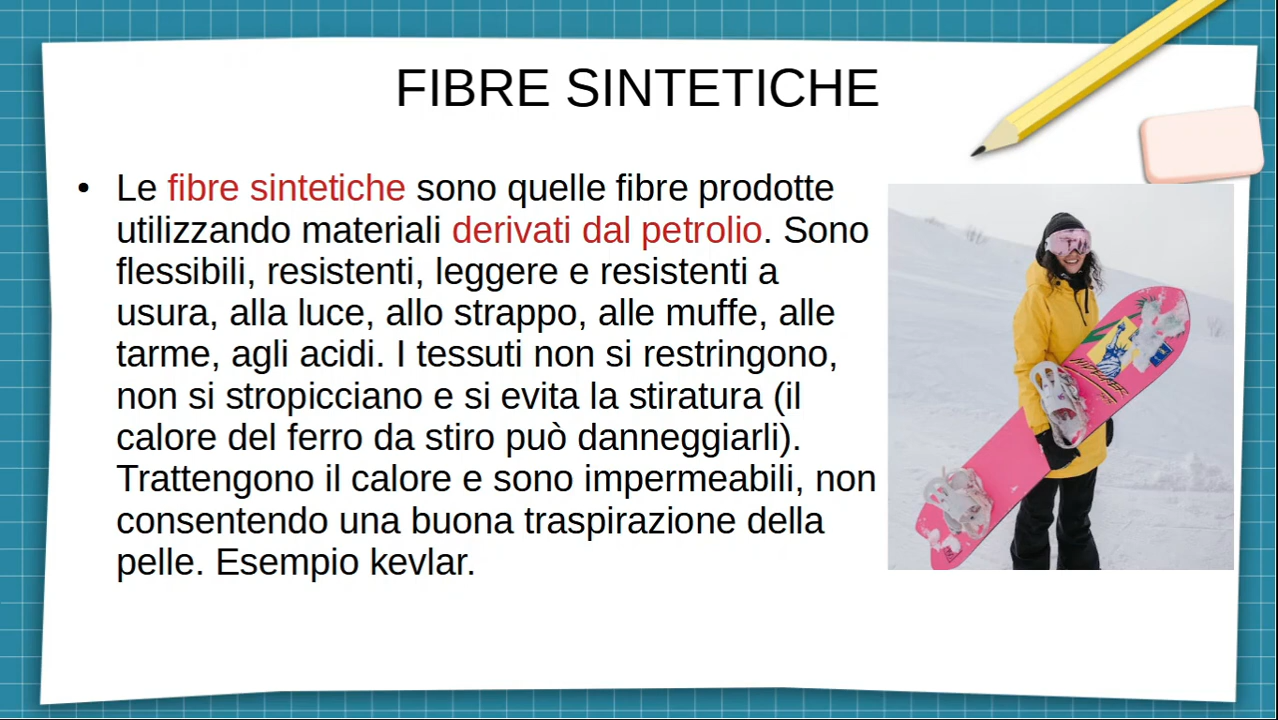 FIBRE SINTETICHE
• Le fibre sintetiche sono quelle fibre prodotte
utilizzando materiali derivati dal petrolio. Sono
flessibili, resistenti, leggere e resistenti a
usura, alla luce, allo strappo, alle muffe, alle
tarme, agli acidi. I tessuti non si restringono,
non si stropicciano e si evita la stiratura (il
calore del ferro da stiro può danneggiarli).
Trattengono il calore e sono impermeabili, non
consentendo una buona traspirazione della
pelle. Esempio kevlar.